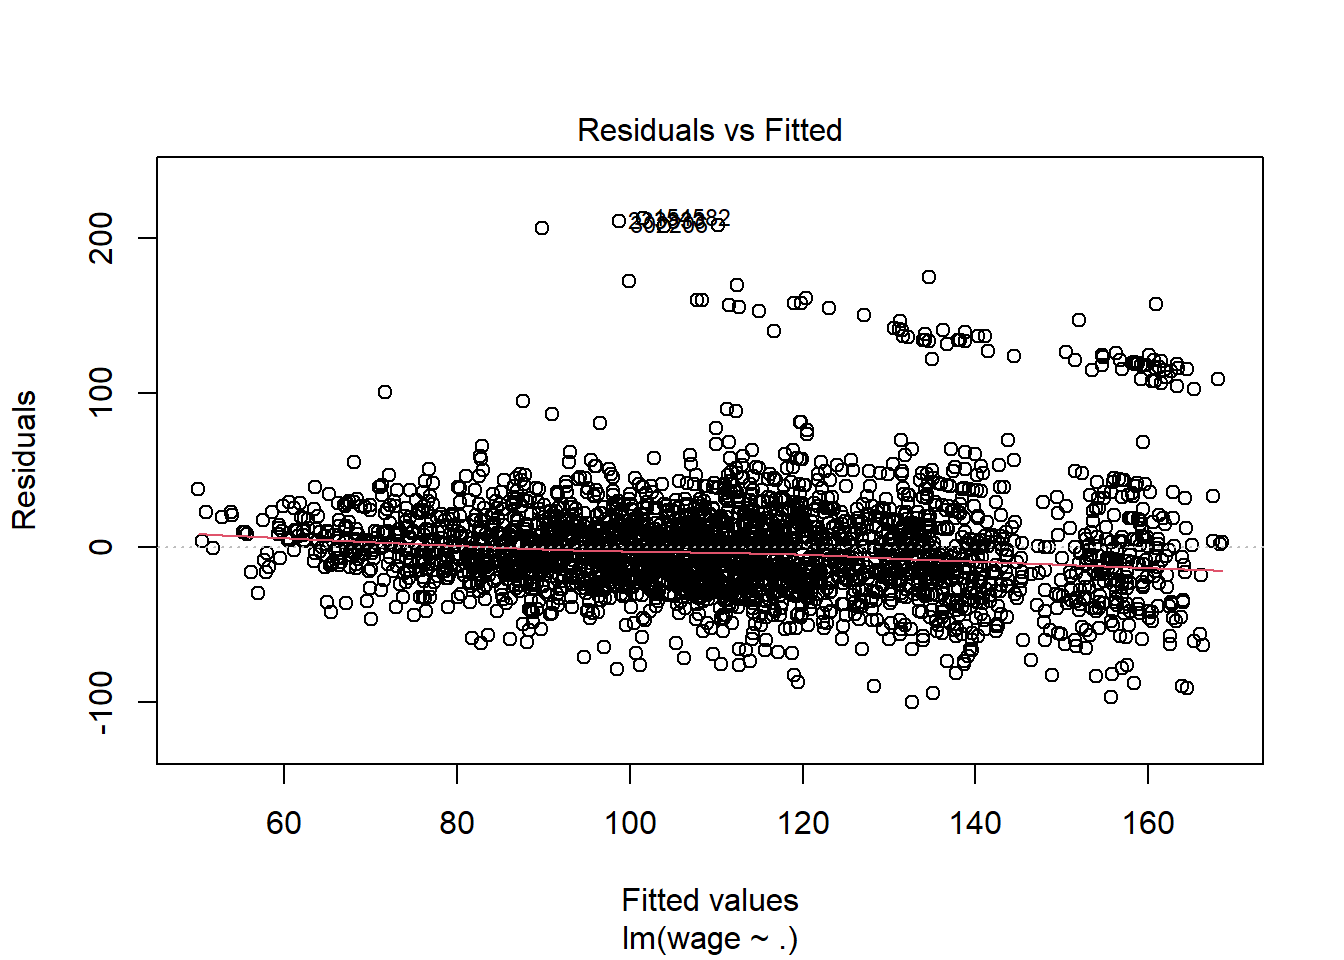 Residuals vs Fitted
Residuals
200
100
0
-100
60 80 100 120 140 160
Fitted values
lm(wage ~ .)